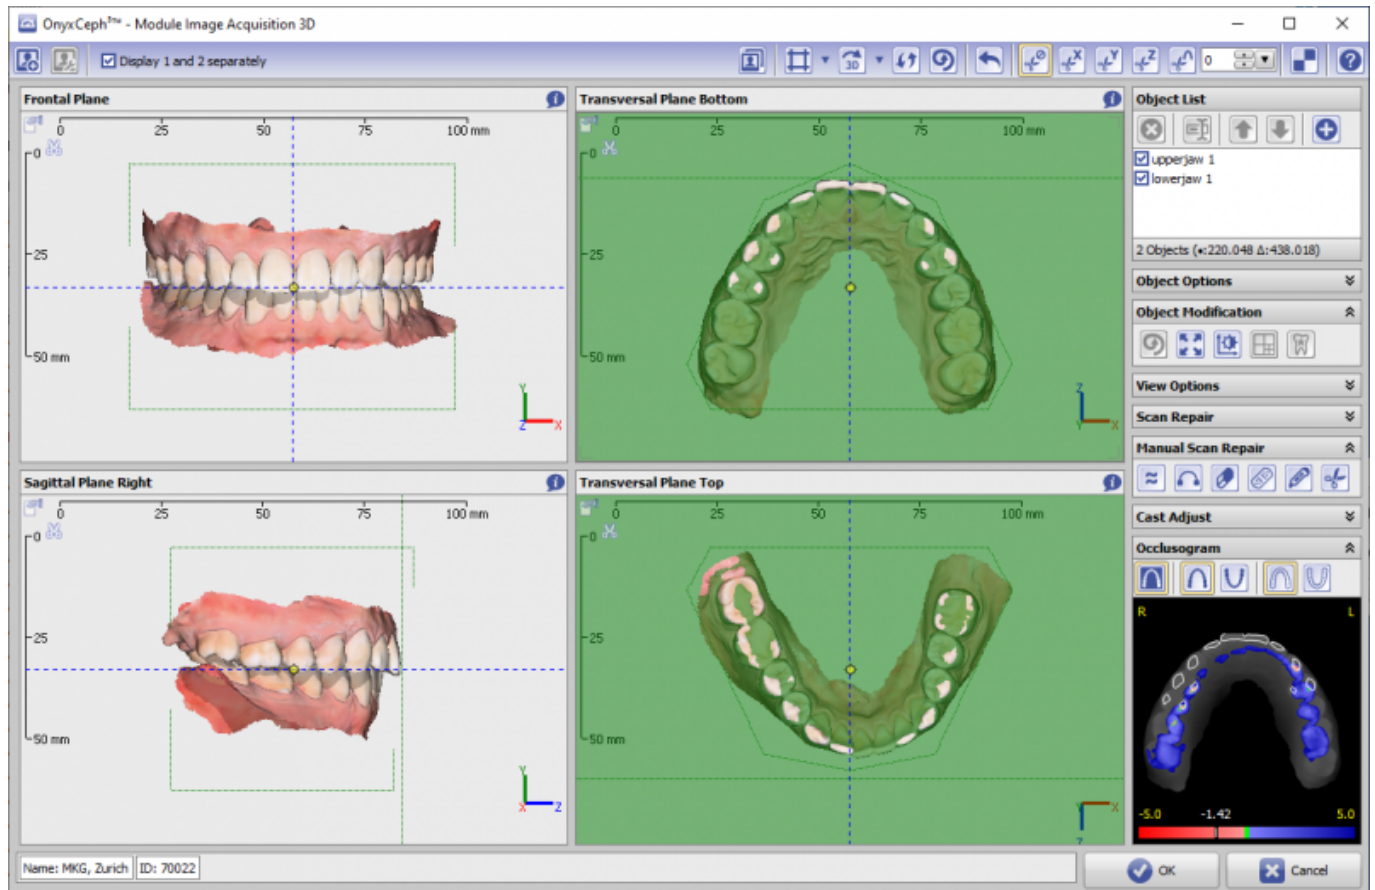 OnyxCeph³™ - Module Image Acquisition 3D
Display 1 and 2 separately
3D
X
Y
Z
0
Frontal Plane
0 25 50 75 100 mm
0
25
50 mm
Y
Z X
Transversal Plane Bottom
0 25 50 75 100 mm
0
25
50 mm
Z
Y X
Sagittal Plane Right
0 25 50 75 100 mm
0
25
50 mm
Y
X Z
Transversal Plane Top
0 25 50 75 100 mm
0
25
50 mm
Object List
upperjaw 1
lowerjaw 1
2 Objects (•:220.048 Δ:438.018)
Object Options
Object Modification
View Options
Scan Repair
Manual Scan Repair
Cast Adjust
Occlusogram
R L
-5.0 -1.42 5.0
Name: MKG, Zurich ID: 70022
OK Cancel